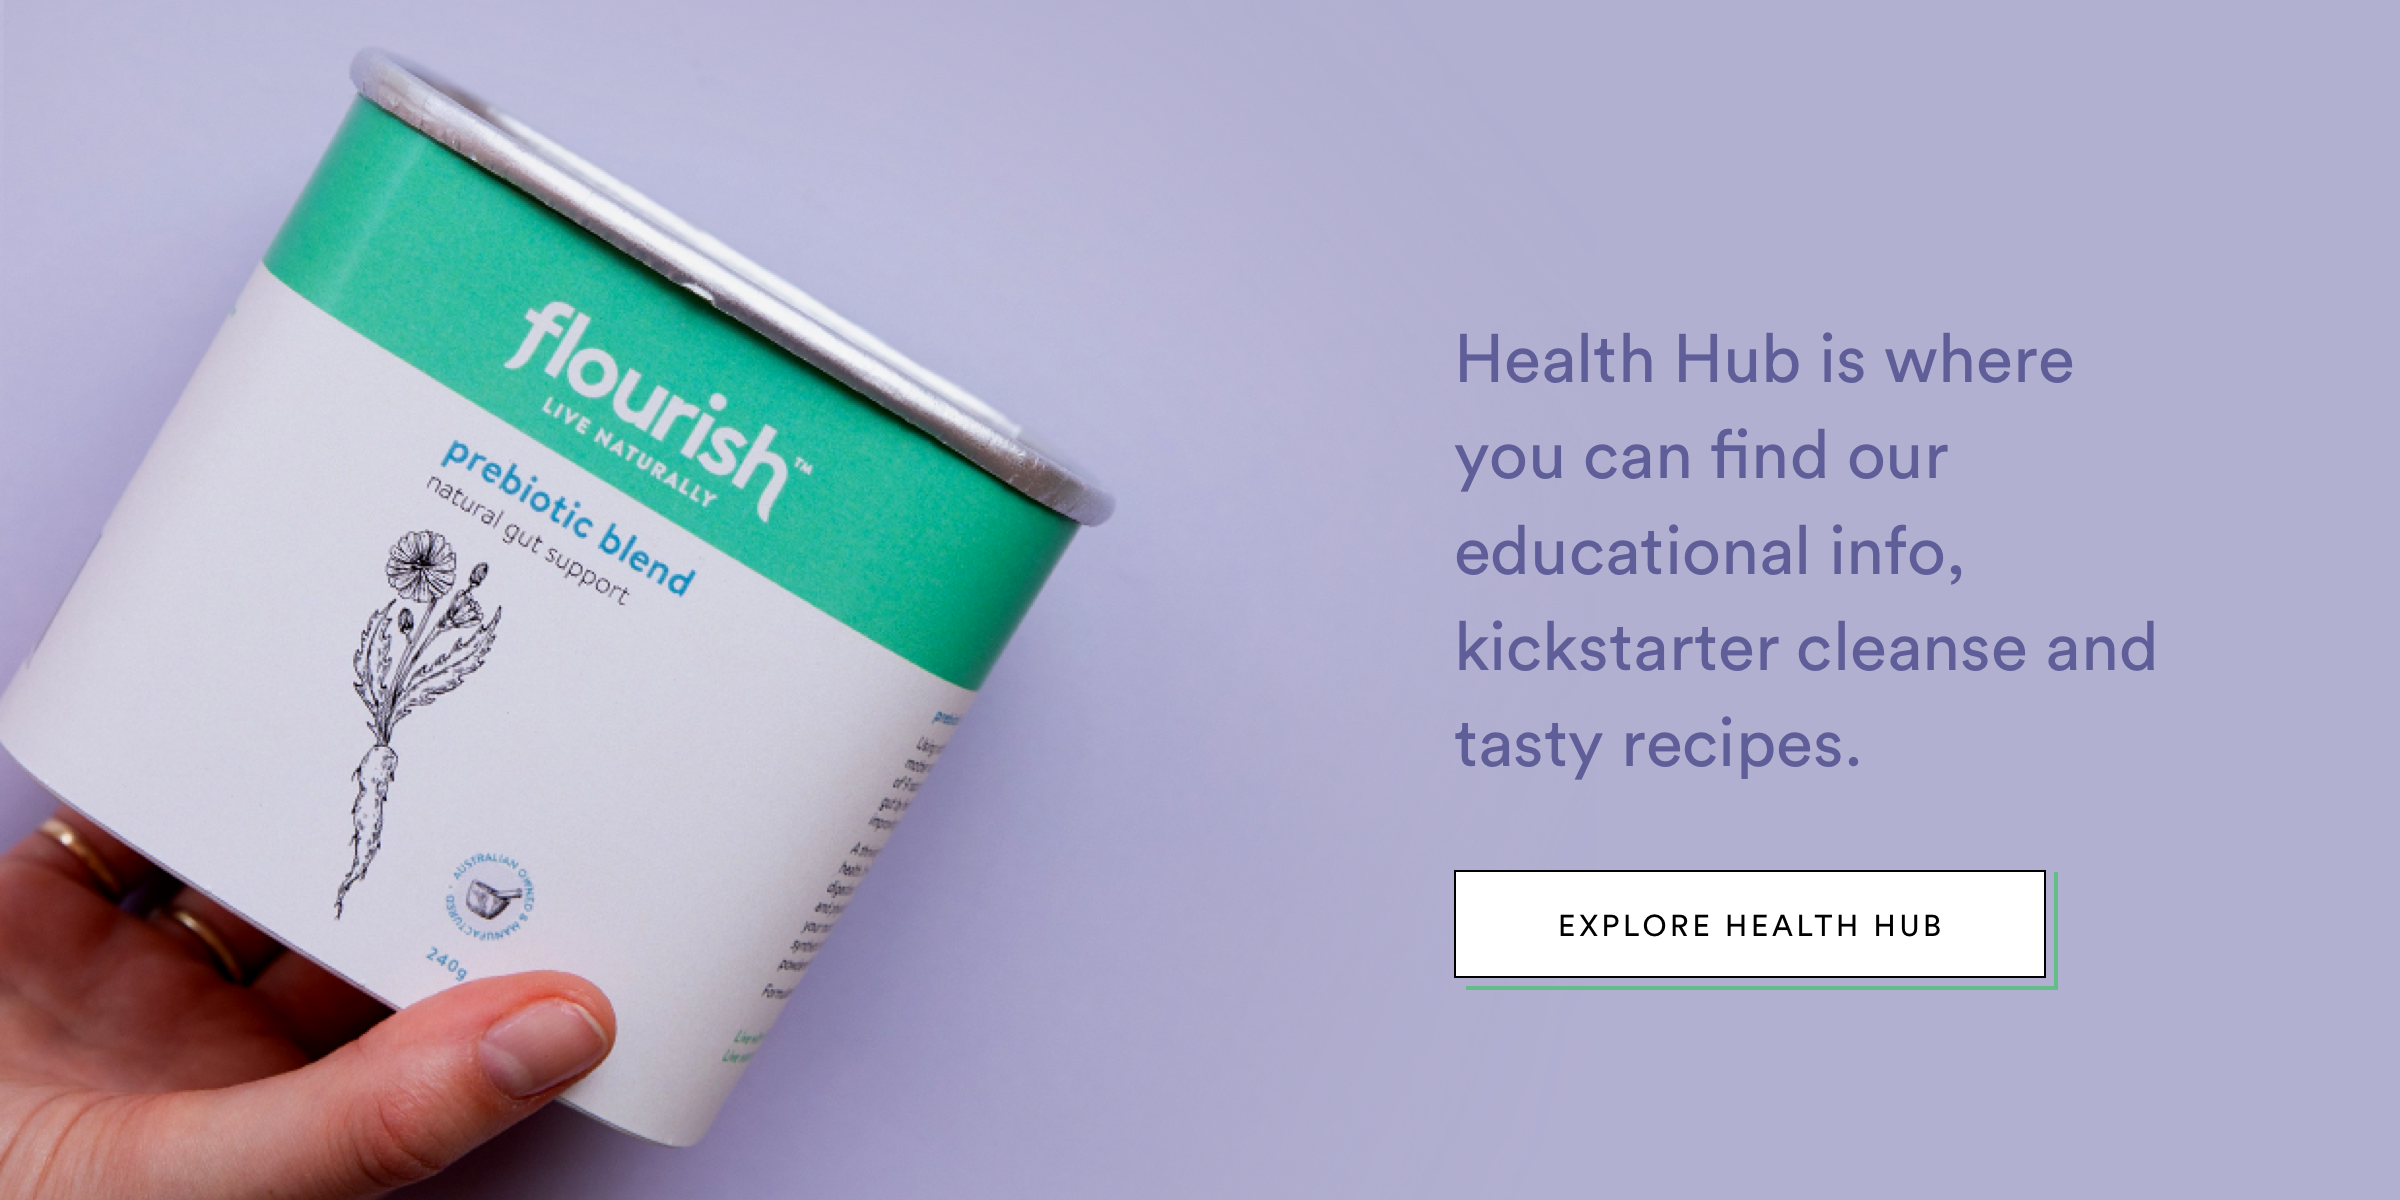 flourish™
LIVE NATURALLY
prebiotic blend
natural gut support
AUSTRALIAN OWNED & MANUFACTURED
240g
Health Hub is where
you can find our
educational info,
kickstarter cleanse and
tasty recipes.
EXPLORE HEALTH HUB